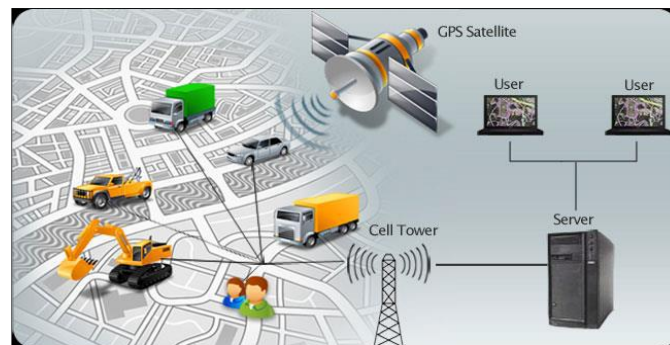 GPS Satellite
User
User
Server
Cell Tower